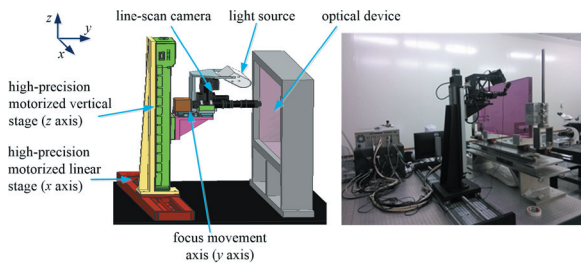 line-scan camera
light source
optical device
z
y
x
high-precision
motorized vertical
stage (z axis)
high-precision
motorized linear
stage (x axis)
focus movement
axis (y axis)